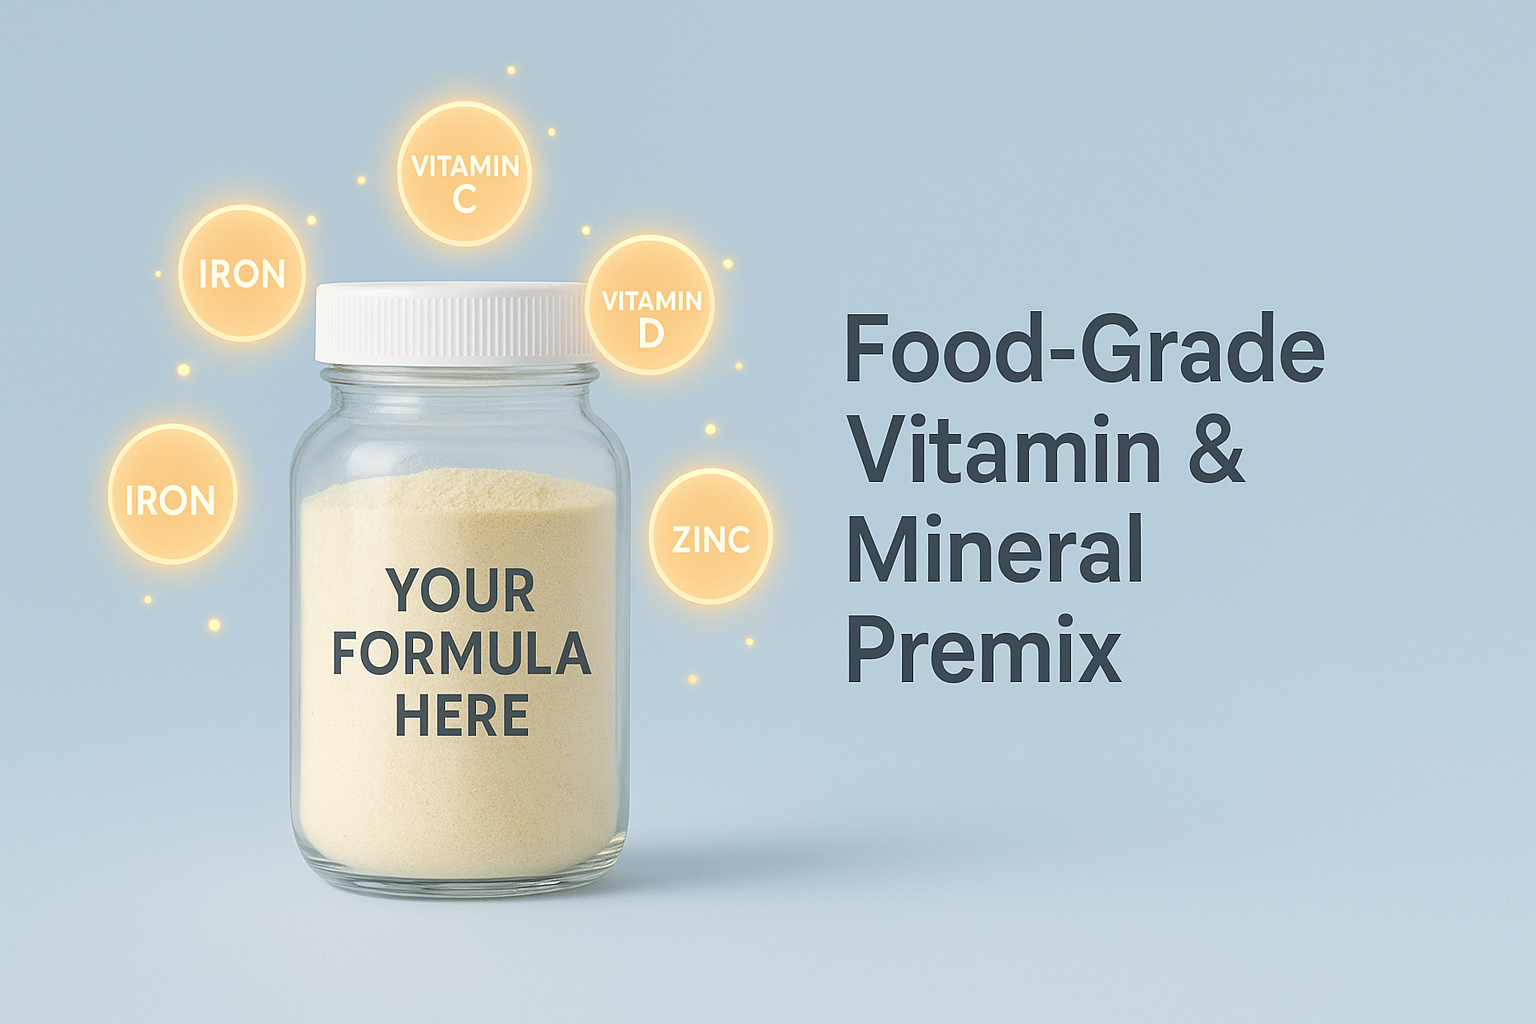 VITAMIN
C
IRON
VITAMIN
D
IRON
ZINC
YOUR
FORMULA
HERE
Food-Grade
Vitamin &
Mineral
Premix